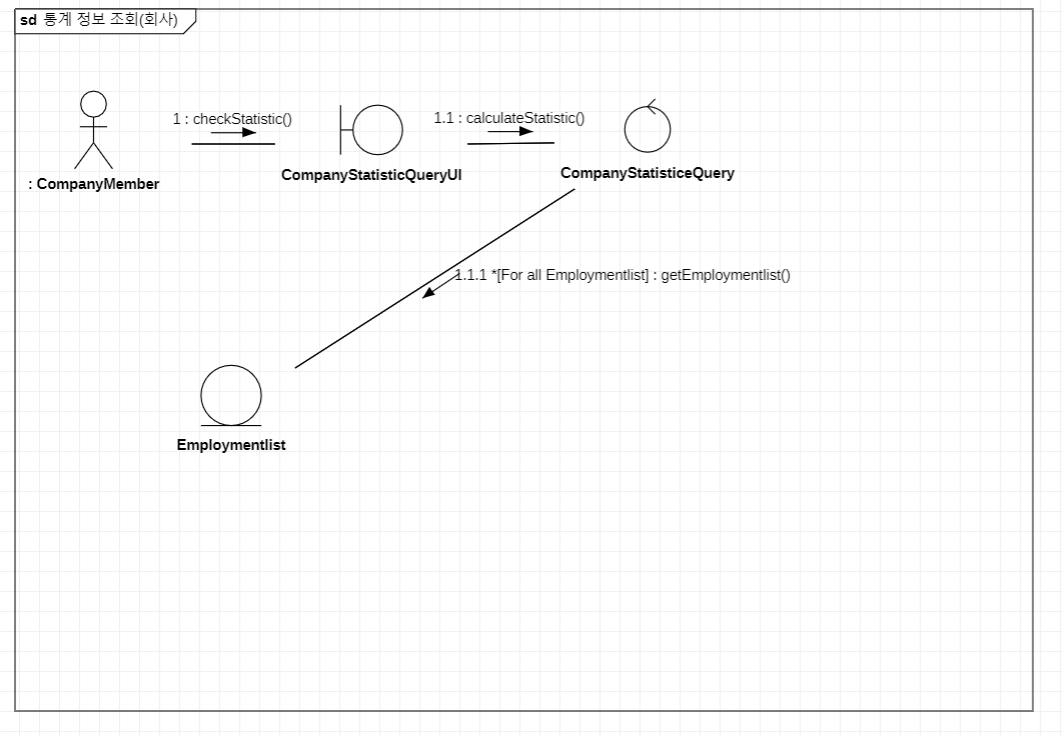 sd 통계 정보 조회(회사)
1 : checkStatistic()
1.1 : calculateStatistic()
: CompanyMember
CompanyStatisticQueryUI
CompanyStatisticeQuery
1.1.1 *[For all Employmentlist] : getEmploymentlist()
Employmentlist